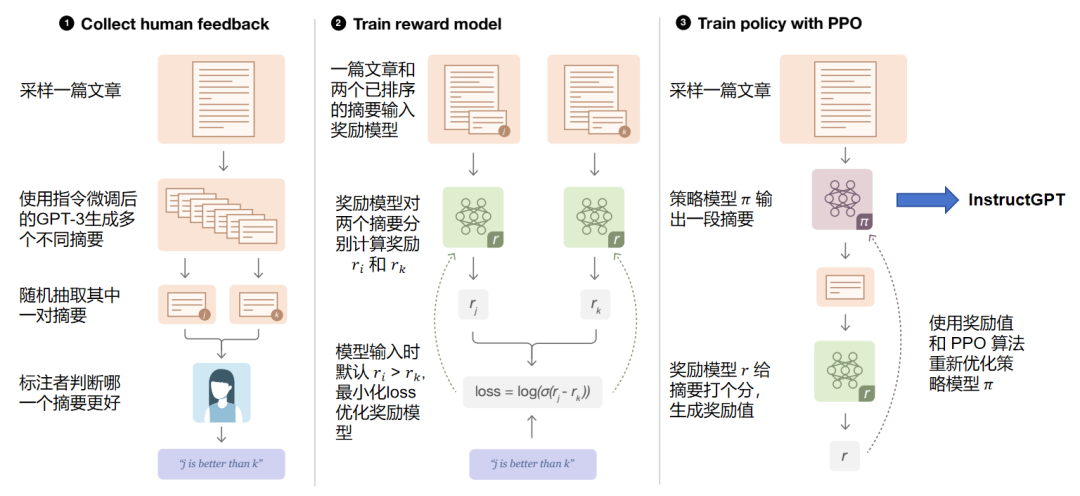 1 Collect human feedback
采样一篇文章
使用指令微调后
的GPT-3生成多
个不同摘要
随机抽取其中
一对摘要
j
k
标注者判断哪
一个摘要更好
“j is better than k”
2 Train reward model
一篇文章和
两个已排序
的摘要输入
奖励模型
j
k
奖励模型对
两个摘要分
别计算奖励
r_i 和 r_k
r
r
r_j
r_k
模型输入时
默认 r_i > r_k,
最小化loss
优化奖励模
型
loss = log(σ(r_j - r_k))
“j is better than k”
3 Train policy with PPO
采样一篇文章
策略模型 π 输
出一段摘要
π
InstructGPT
奖励模型 r 给
摘要打个分，
生成奖励值
r
r
使用奖励值
和 PPO 算法
重新优化策
略模型 π